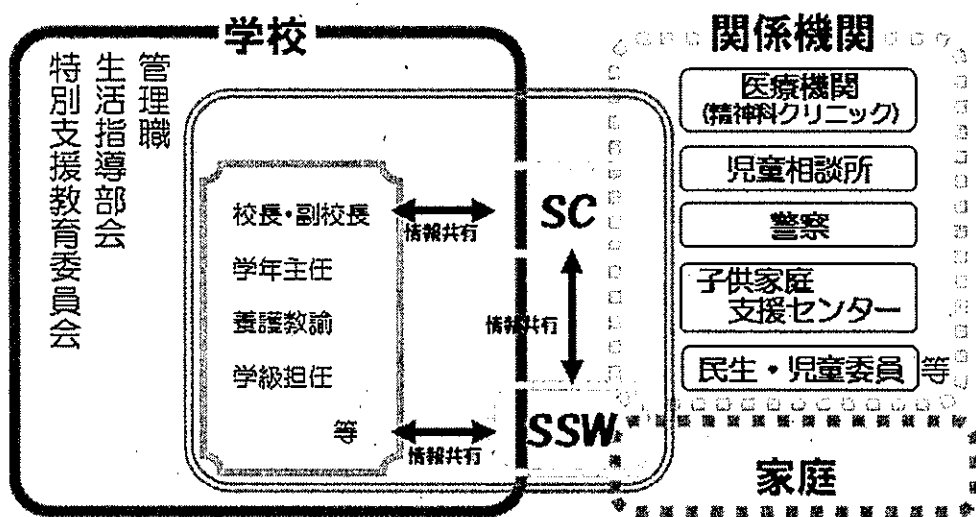 学校
管理職
生活指導部会
特別支援教育委員会
校長・副校長
学年主任
養護教諭
学級担任
等
情報共有
SC
情報共有
SSW
情報共有
関係機関
医療機関
(精神科クリニック)
児童相談所
警察
子供家庭
支援センター
民生・児童委員 等
家庭